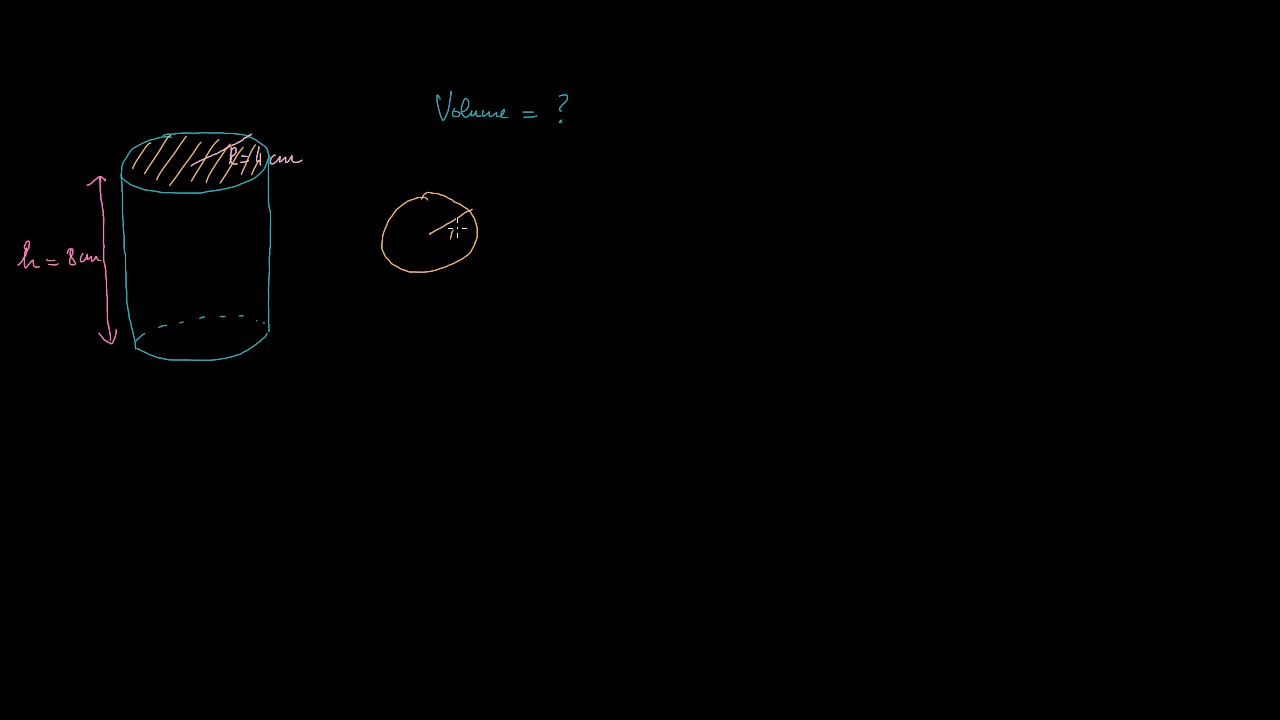 Volume = ?
R = 4 cm
h = 8 cm